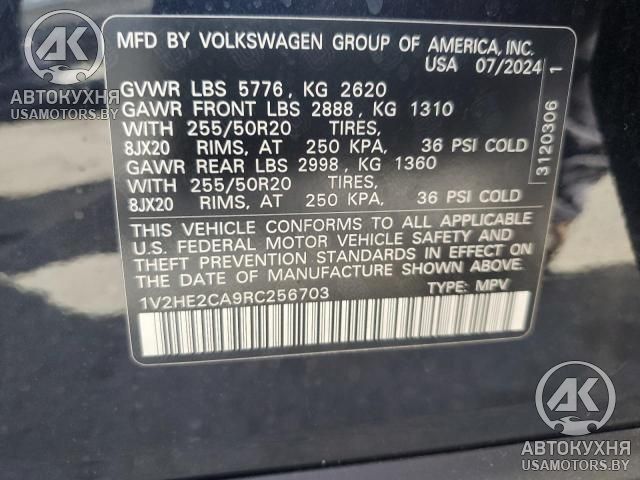 MFD BY VOLKSWAGEN GROUP OF AMERICA, INC.
USA 07/2024
1
GVWR LBS 5776, KG 2620
GAWR FRONT LBS 2888, KG 1310
WITH 255/50R20 TIRES,
8JX20 RIMS, AT 250 KPA, 36 PSI COLD
GAWR REAR LBS 2998, KG 1360
WITH 255/50R20 TIRES,
8JX20 RIMS, AT 250 KPA, 36 PSI COLD
3120306
THIS VEHICLE CONFORMS TO ALL APPLICABLE
U.S. FEDERAL MOTOR VEHICLE SAFETY AND
THEFT PREVENTION STANDARDS IN EFFECT ON
THE DATE OF MANUFACTURE SHOWN ABOVE.
1V2HE2CA9RC256703 TYPE: MPV
АК
АВТОКУХНЯ
USAMOTORS.BY
АК
АВТОКУХНЯ
USAMOTORS.BY